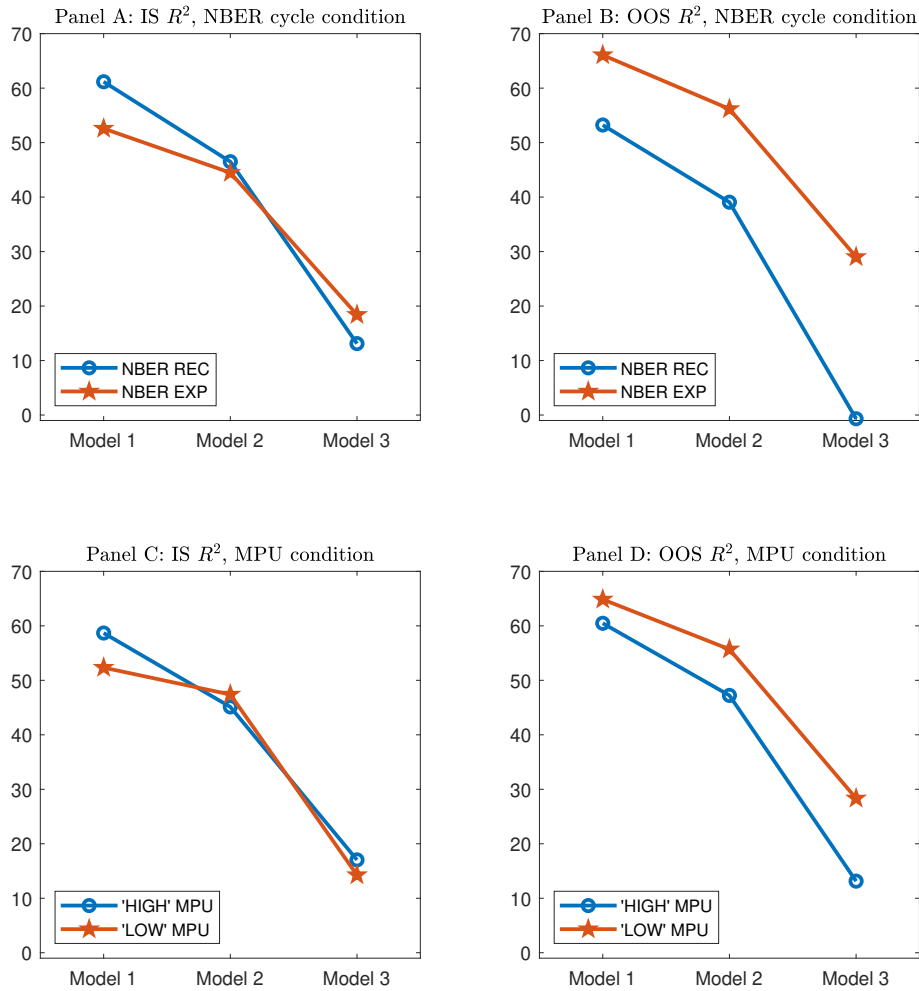 Panel A: IS R², NBER cycle condition
70
60
50
40
30
20
10
0
NBER REC
NBER EXP
Model 1 Model 2 Model 3
Panel B: OOS R², NBER cycle condition
70
60
50
40
30
20
10
0
NBER REC
NBER EXP
Model 1 Model 2 Model 3
Panel C: IS R², MPU condition
70
60
50
40
30
20
10
0
'HIGH' MPU
'LOW' MPU
Model 1 Model 2 Model 3
Panel D: OOS R², MPU condition
70
60
50
40
30
20
10
0
'HIGH' MPU
'LOW' MPU
Model 1 Model 2 Model 3